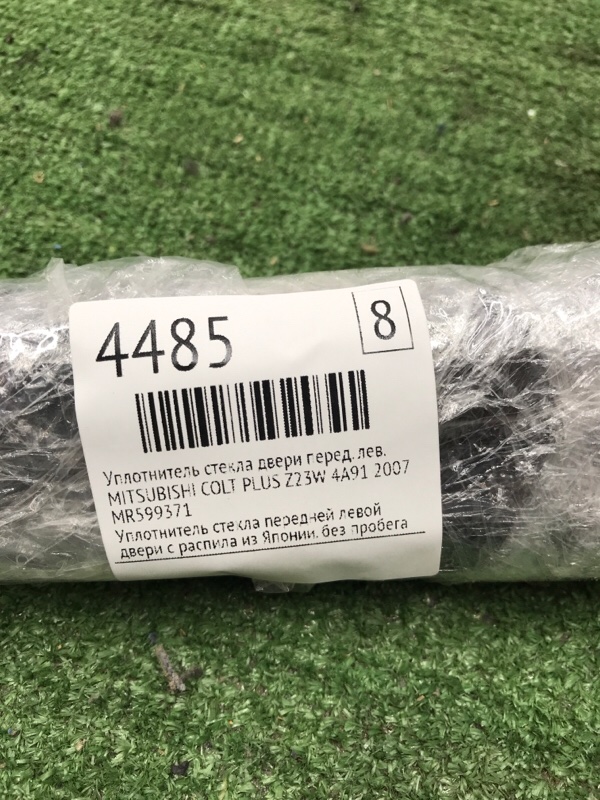 4485
8
Уплотнитель стекла двери перед. лев.
MITSUBISHI COLT PLUS Z23W 4A91 2007
MR599371
Уплотнитель стекла передней левой
двери с распила из Японии. без пробега